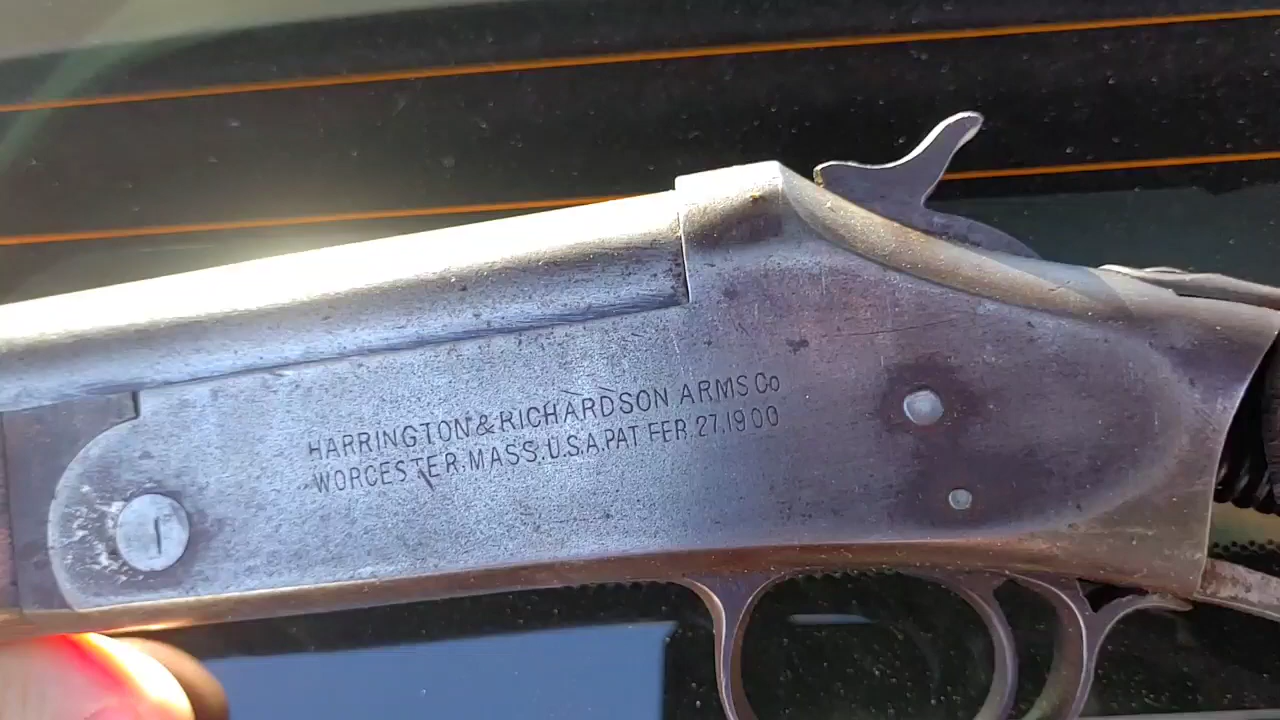 HARRINGTON & RICHARDSON ARMS Co
WORCESTER, MASS. U.S.A. PAT FEB. 27, 1900